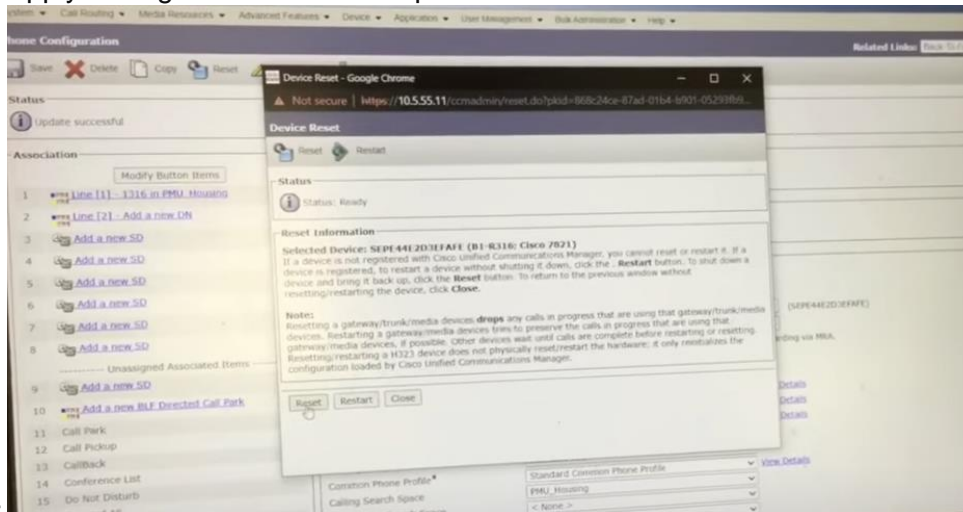 System Call Routing Media Resources Advanced Features Device Application User Management Bulk Administration Help
Phone Configuration
Related Links:
Save Delete Copy Reset
Status
Update successful
Association
Modify Button Items
1 Line [1] - 1316 in PMU_Housing
2 Line [2] - Add a new DN
3 Add a new SD
4 Add a new SD
5 Add a new SD
6 Add a new SD
7 Add a new SD
8 Add a new SD
---------- Unassigned Associated Items ----------
9 Add a new SD
10 Add a new BLF Directed Call Park
11 Call Park
12 Call Pickup
13 CallBack
14 Conference List
15 Do Not Disturb
Device Reset - Google Chrome
Not secure | https://10.5.55.11/ccmadmin/reset.do?pkid=868c24ce-87ad-01b4-b901-05293fb9...
Device Reset
Reset Restart
Status
Status: Ready
Reset Information
Selected Device: SEPE44E2D3EFAFE (B1-R316: Cisco 7821)
If a device is not registered with Cisco Unified Communications Manager, you cannot reset or restart it. If a
device is registered, to restart a device without shutting it down, click the . Restart button. To shut down a
device and bring it back up, click the Reset button. To return to the previous window without
resetting/restarting the device, click Close.
Note:
Resetting a gateway/trunk/media devices drops any calls in progress that are using that gateway/trunk/media
devices. Restarting a gateway/media devices tries to preserve the calls in progress that are using that
gateway/media devices, if possible. Other devices wait until calls are complete before restarting or resetting.
Resetting/restarting a H323 device does not physically reset/restart the hardware; it only reinitializes the
configuration loaded by Cisco Unified Communications Manager.
Reset Restart Close
(SEPE44E2D3EFAFE)
via MRA.
Details
Details
Details
Common Phone Profile* Standard Common Phone Profile View Details
Calling Search Space PMU_Housing
< None >